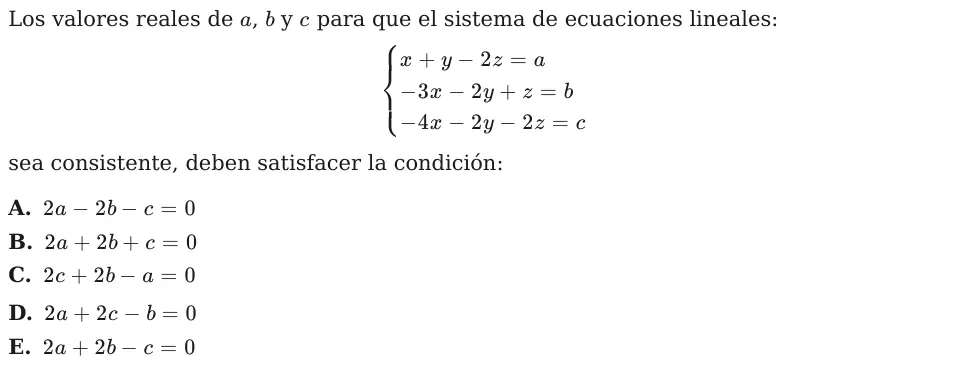 Los valores reales de a, b y c para que el sistema de ecuaciones lineales:
x + y − 2z = a
−3x − 2y + z = b
−4x − 2y − 2z = c
sea consistente, deben satisfacer la condición:
A. 2a − 2b − c = 0
B. 2a + 2b + c = 0
C. 2c + 2b − a = 0
D. 2a + 2c − b = 0
E. 2a + 2b − c = 0